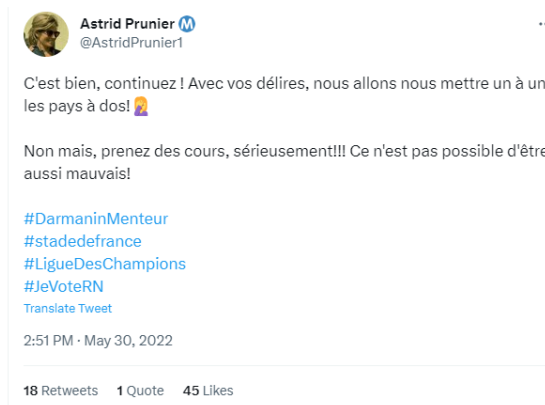 Astrid Prunier Ⓜ
@AstridPrunier1
C'est bien, continuez ! Avec vos délires, nous allons nous mettre un à un
les pays à dos!🤦‍♀️
Non mais, prenez des cours, sérieusement!!! Ce n'est pas possible d'être
aussi mauvais!
#DarmaninMenteur
#stadedefrance
#LigueDesChampions
#JeVoteRN
Translate Tweet
2:51 PM · May 30, 2022
18 Retweets 1 Quote 45 Likes